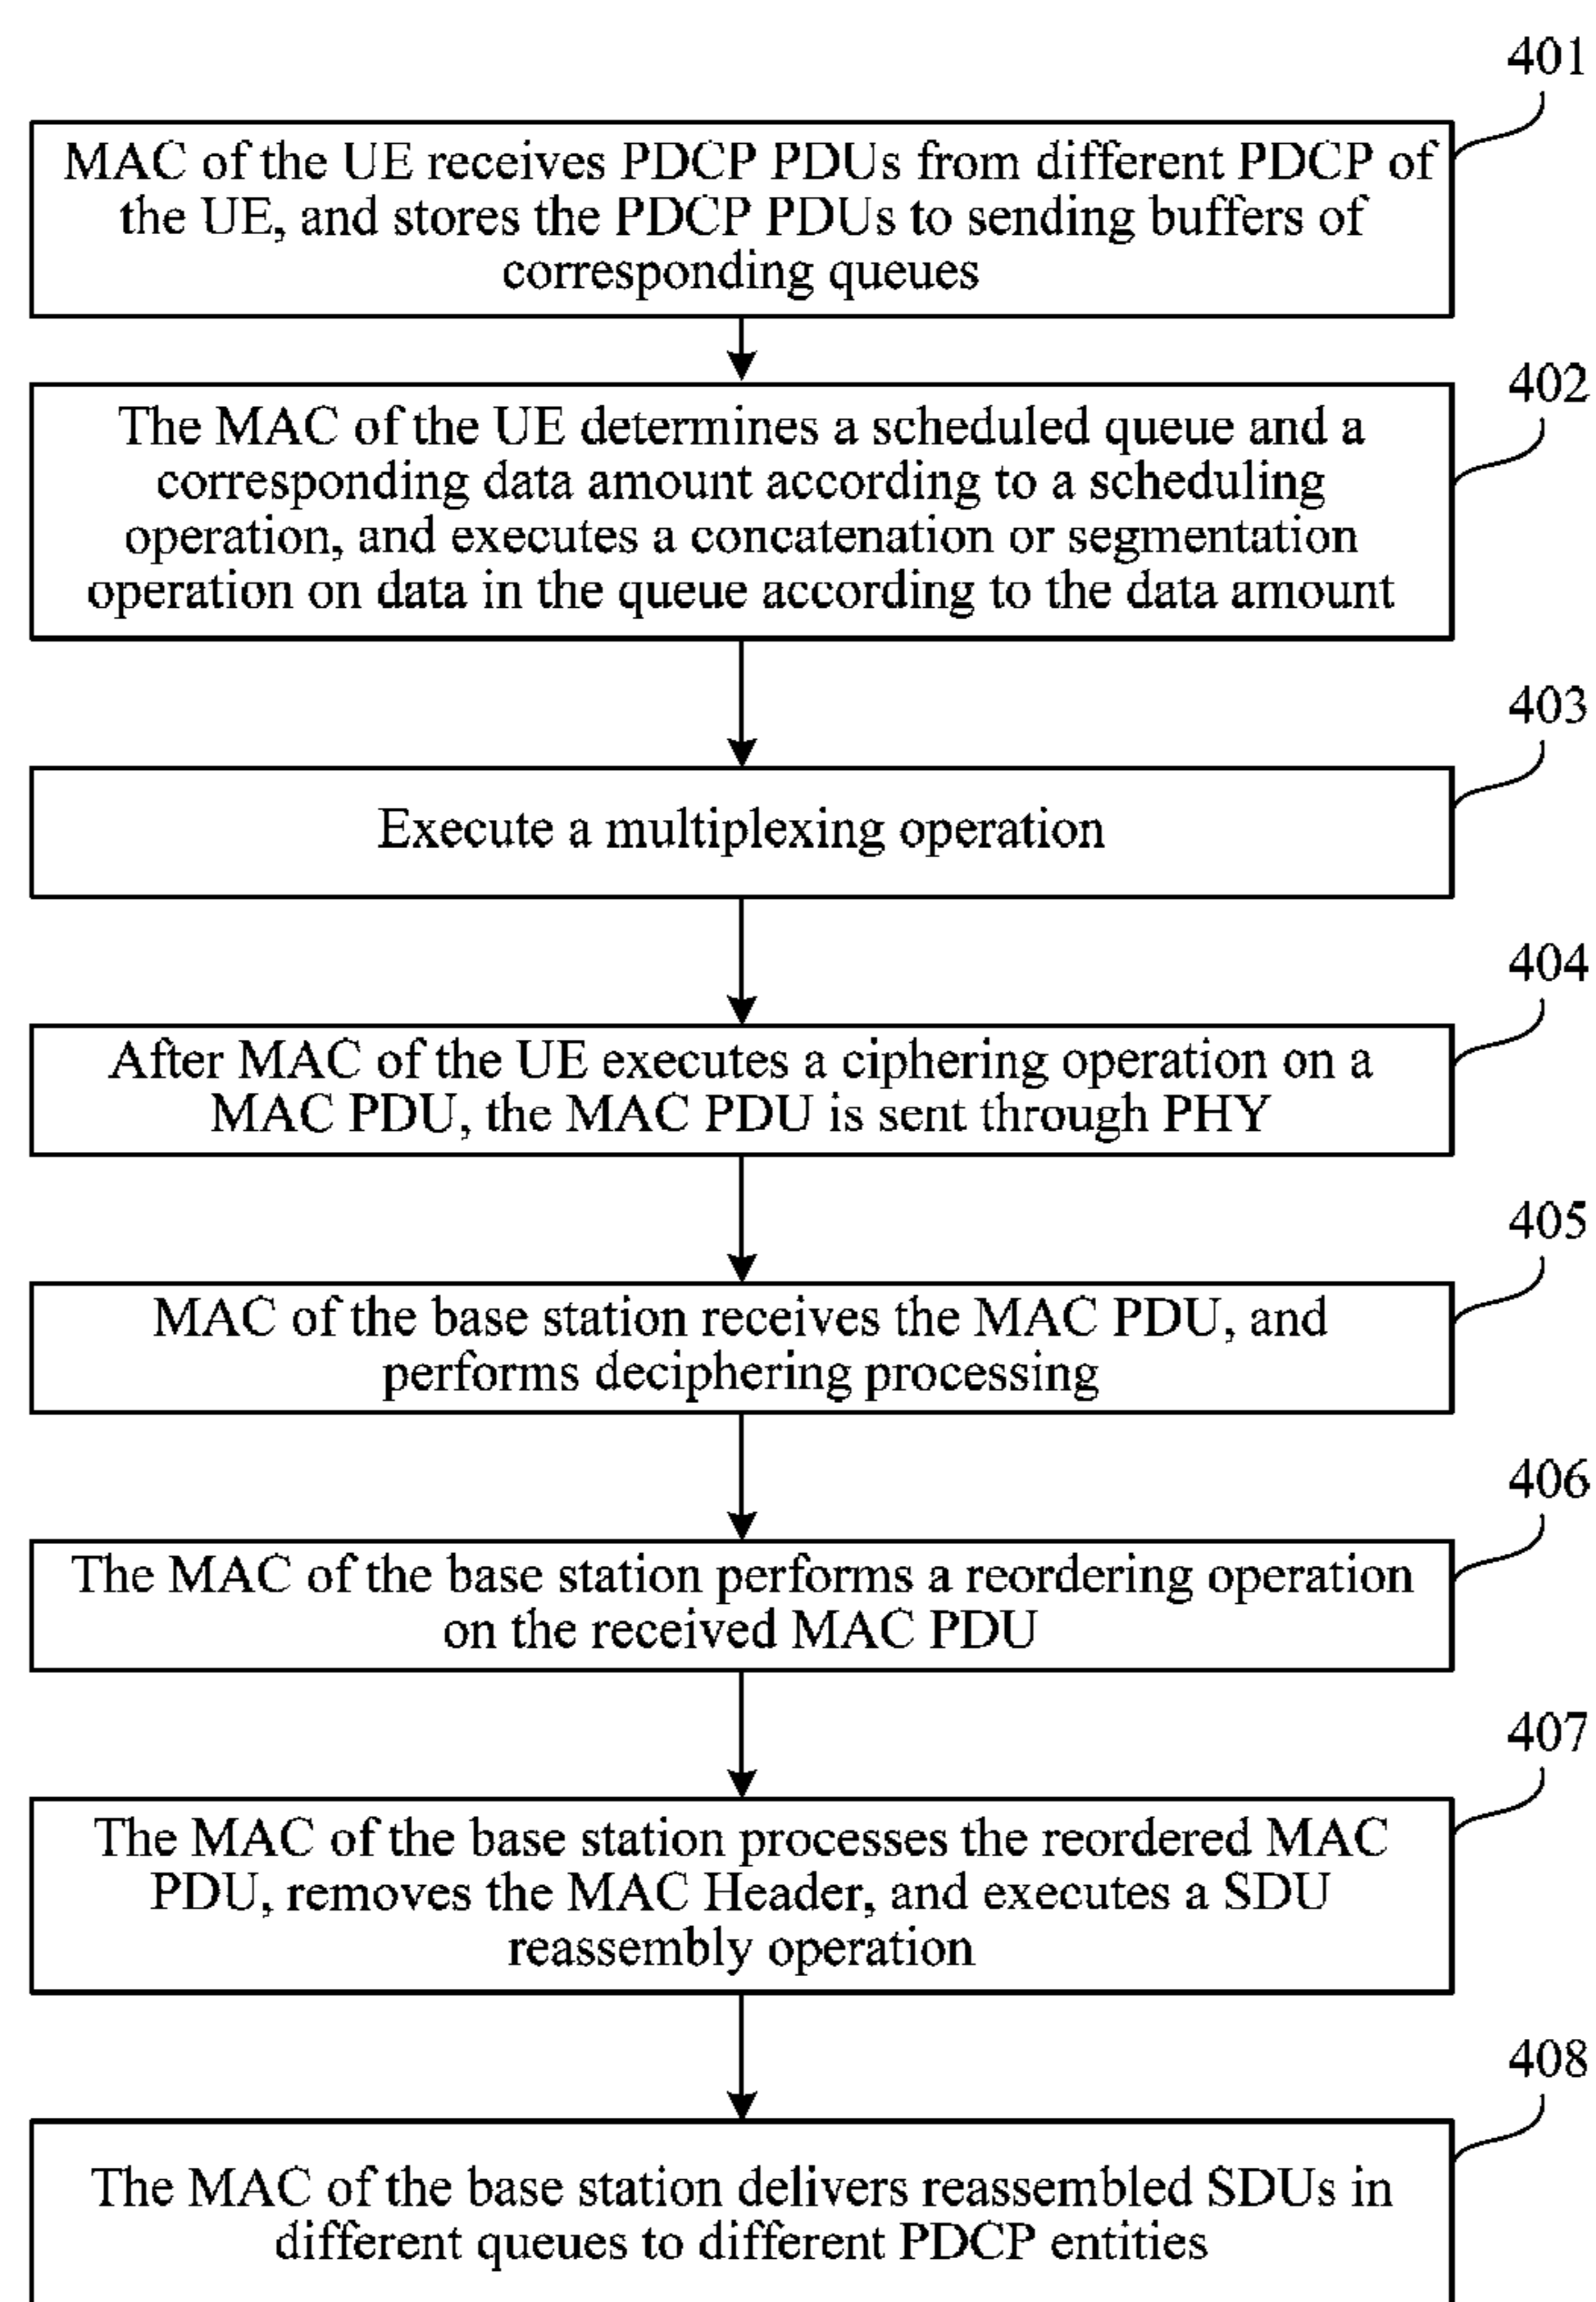 401
MAC of the UE receives PDCP PDUs from different PDCP of
the UE, and stores the PDCP PDUs to sending buffers of
corresponding queues
402
The MAC of the UE determines a scheduled queue and a
corresponding data amount according to a scheduling
operation, and executes a concatenation or segmentation
operation on data in the queue according to the data amount
403
Execute a multiplexing operation
404
After MAC of the UE executes a ciphering operation on a
MAC PDU, the MAC PDU is sent through PHY
405
MAC of the base station receives the MAC PDU, and
performs deciphering processing
406
The MAC of the base station performs a reordering operation
on the received MAC PDU
407
The MAC of the base station processes the reordered MAC
PDU, removes the MAC Header, and executes a SDU
reassembly operation
408
The MAC of the base station delivers reassembled SDUs in
different queues to different PDCP entities